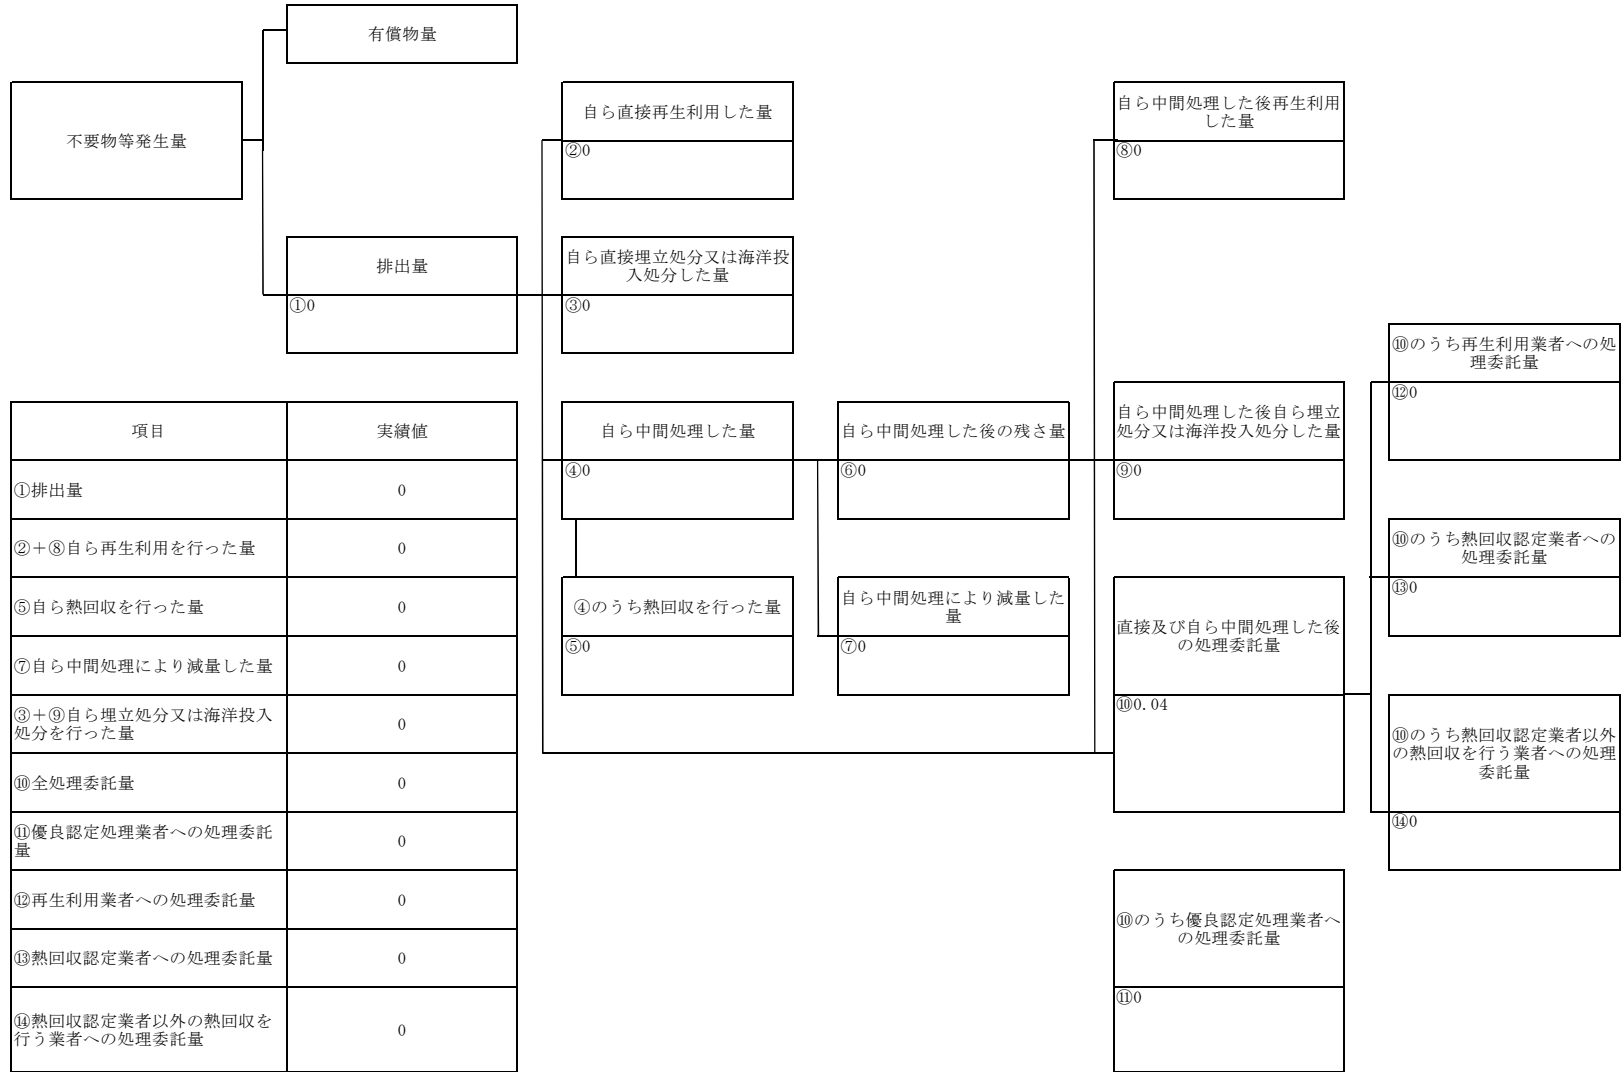 有償物量
不要物等発生量
自ら直接再生利用した量
②0
自ら中間処理した後再生利用
した量
⑧0
排出量
①0
自ら直接埋立処分又は海洋投
入処分した量
③0
⑩のうち再生利用業者への処
理委託量
⑫0
項目
実績値
①排出量
0
②+⑧自ら再生利用を行った量
0
⑤自ら熱回収を行った量
0
⑦自ら中間処理により減量した量
0
③+⑨自ら埋立処分又は海洋投入
処分を行った量
0
⑩全処理委託量
0
⑪優良認定処理業者への処理委託
量
0
⑫再生利用業者への処理委託量
0
⑬熱回収認定業者への処理委託量
0
⑭熱回収認定業者以外の熱回収を
行う業者への処理委託量
0
自ら中間処理した量
④0
自ら中間処理した後の残さ量
⑥0
自ら中間処理した後自ら埋立
処分又は海洋投入処分した量
⑨0
④のうち熱回収を行った量
⑤0
自ら中間処理により減量した
量
⑦0
直接及び自ら中間処理した後
の処理委託量
⑩0.04
⑩のうち熱回収認定業者への
処理委託量
⑬0
⑩のうち熱回収認定業者以外
の熱回収を行う業者への処理
委託量
⑭0
⑩のうち優良認定処理業者へ
の処理委託量
⑪0